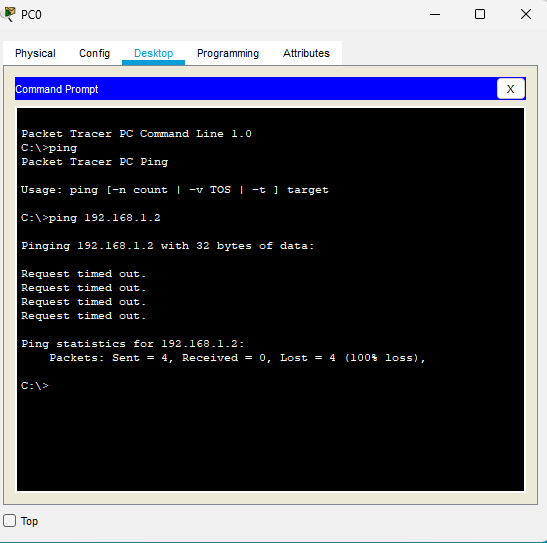 PC0
Physical Config Desktop Programming Attributes
Command Prompt X
Packet Tracer PC Command Line 1.0
C:\>ping
Packet Tracer PC Ping
Usage: ping [-n count | -v TOS | -t ] target
C:\>ping 192.168.1.2
Pinging 192.168.1.2 with 32 bytes of data:
Request timed out.
Request timed out.
Request timed out.
Request timed out.
Ping statistics for 192.168.1.2:
Packets: Sent = 4, Received = 0, Lost = 4 (100% loss),
C:\>
Top